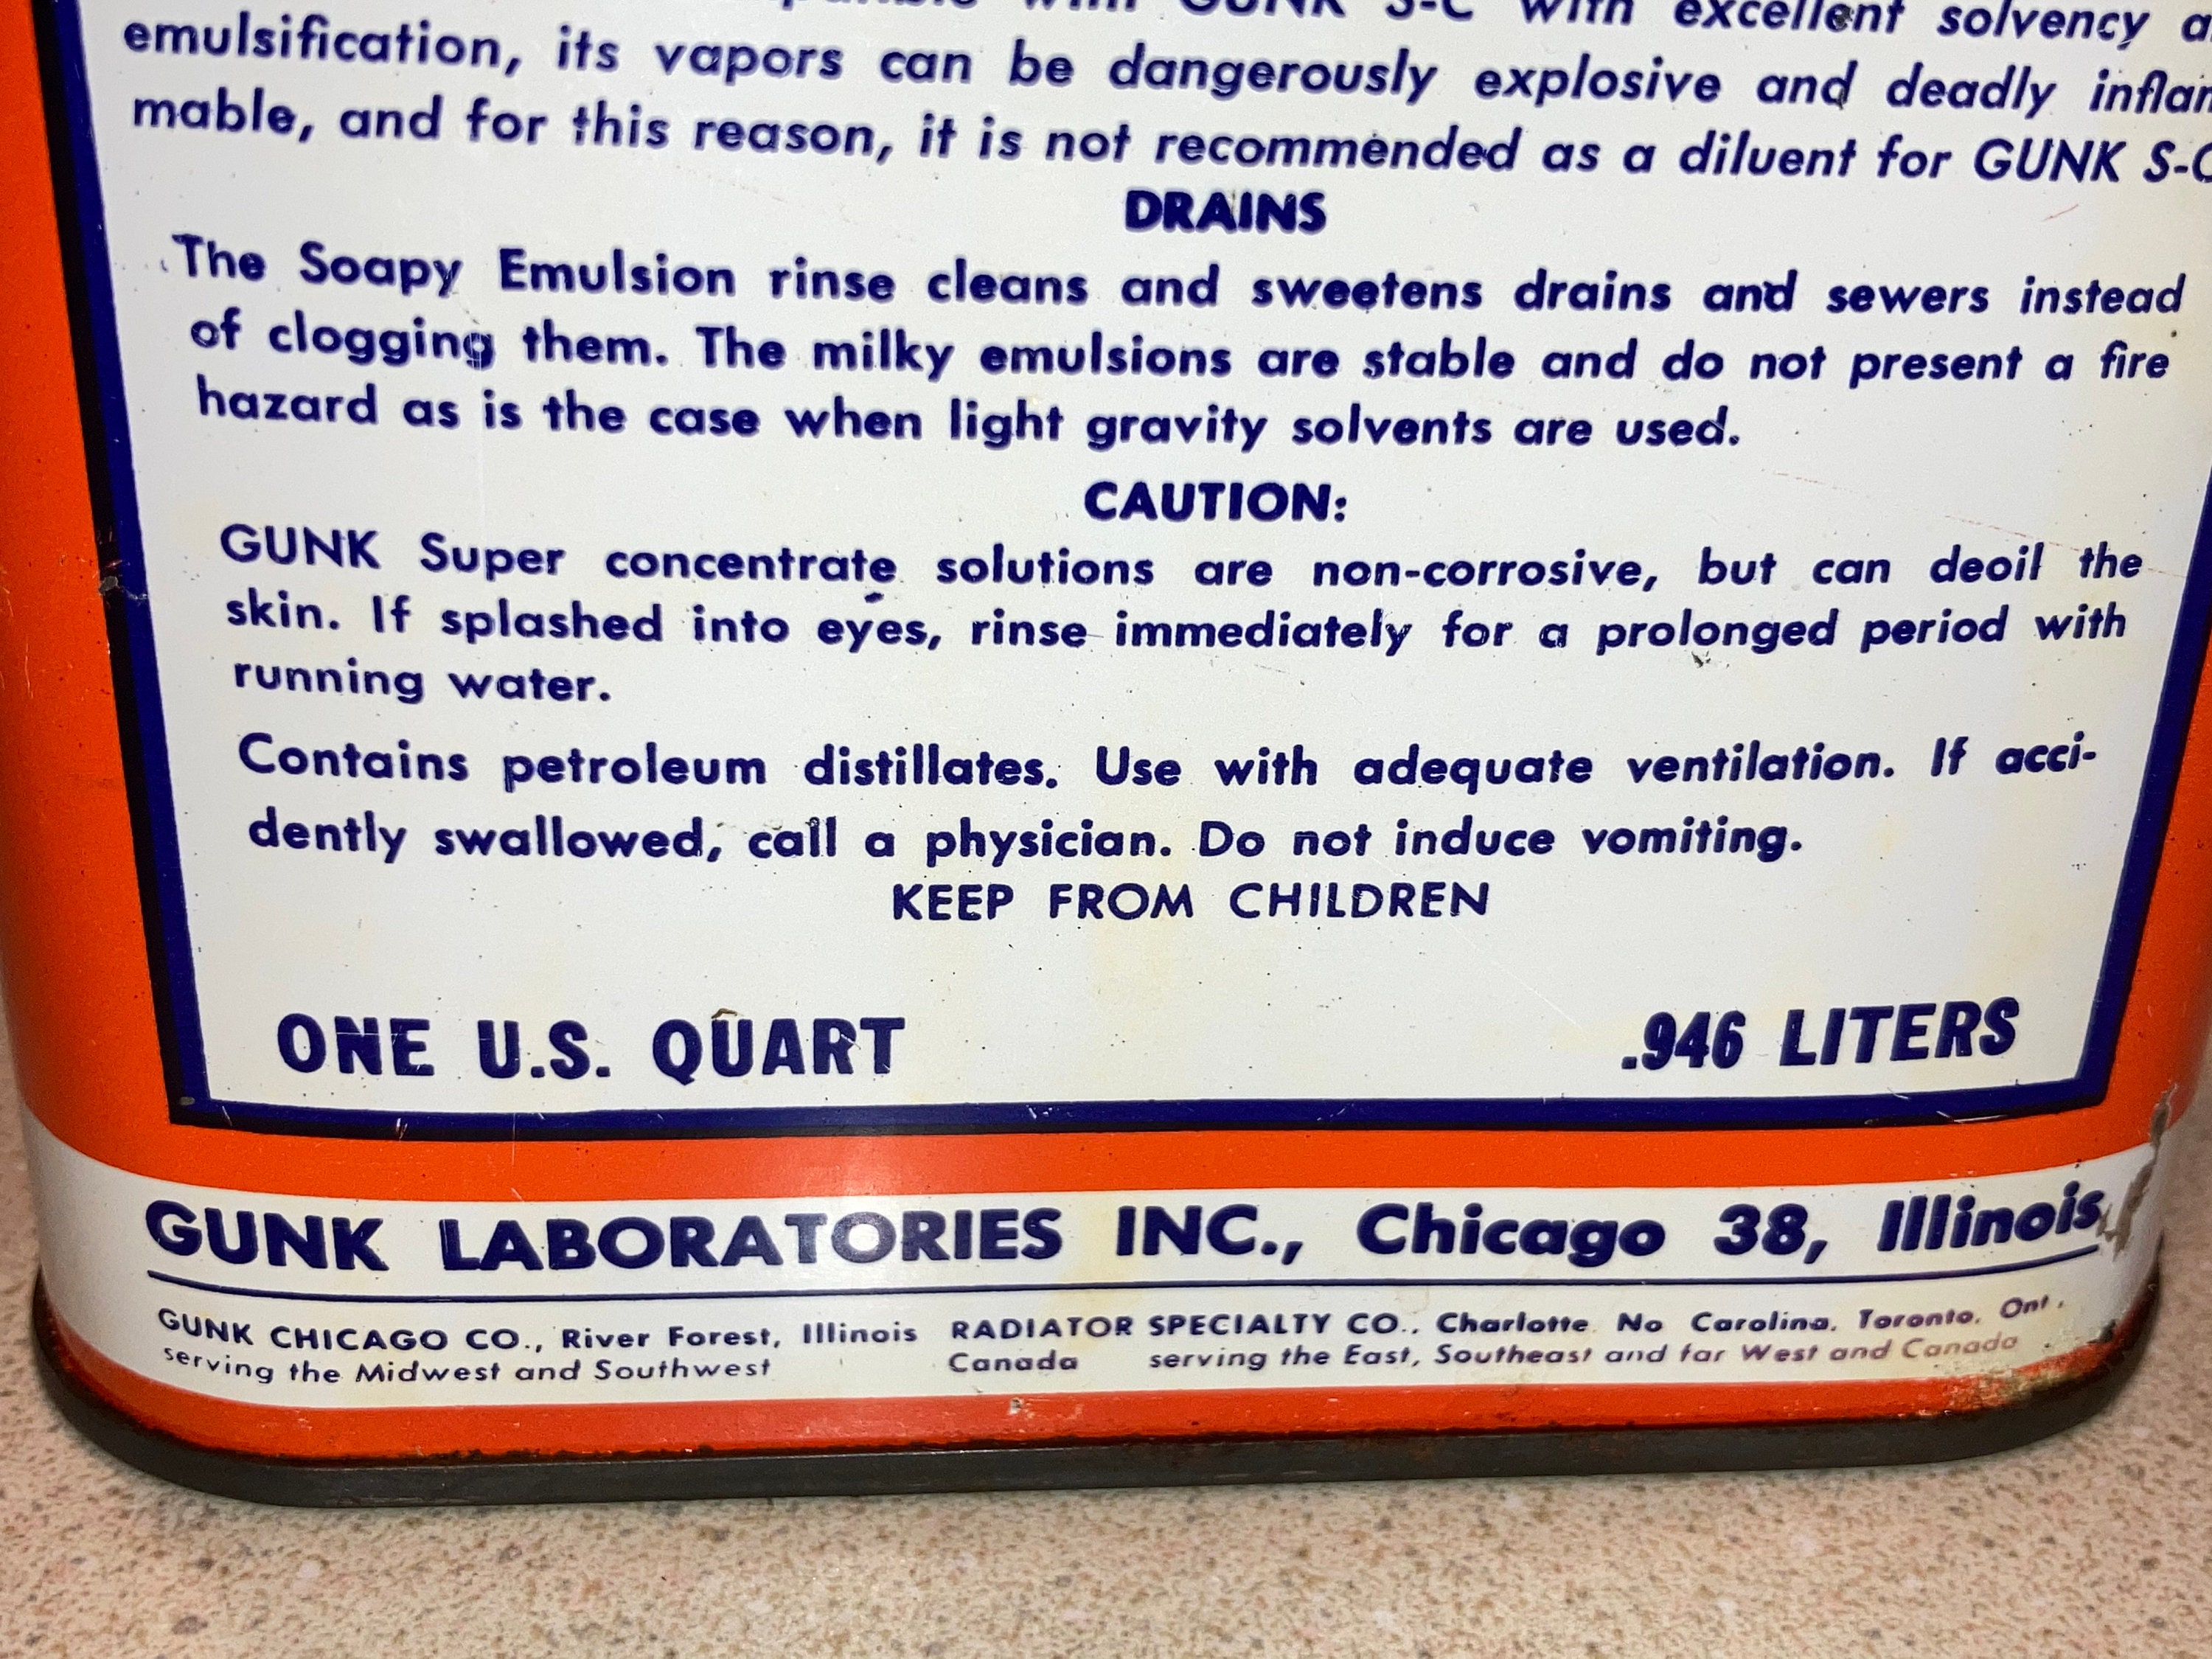 with GUNK S-C with excellent solvency
emulsification, its vapors can be dangerously explosive and deadly inflam
mable, and for this reason, it is not recommended as a diluent for GUNK S-C
DRAINS
The Soapy Emulsion rinse cleans and sweetens drains and sewers instead
of clogging them. The milky emulsions are stable and do not present a fire
hazard as is the case when light gravity solvents are used.
CAUTION:
GUNK Super concentrate solutions are non-corrosive, but can deoil the
skin. If splashed into eyes, rinse immediately for a prolonged period with
running water.
Contains petroleum distillates. Use with adequate ventilation. If acci-
dently swallowed, call a physician. Do not induce vomiting.
KEEP FROM CHILDREN
ONE U.S. QUART .946 LITERS
GUNK LABORATORIES INC., Chicago 38, Illinois
GUNK CHICAGO CO., River Forest, Illinois RADIATOR SPECIALTY CO., Charlotte No Carolina, Toronto, Ont.
serving the Midwest and Southwest Canada serving the East, Southeast and far West and Canada